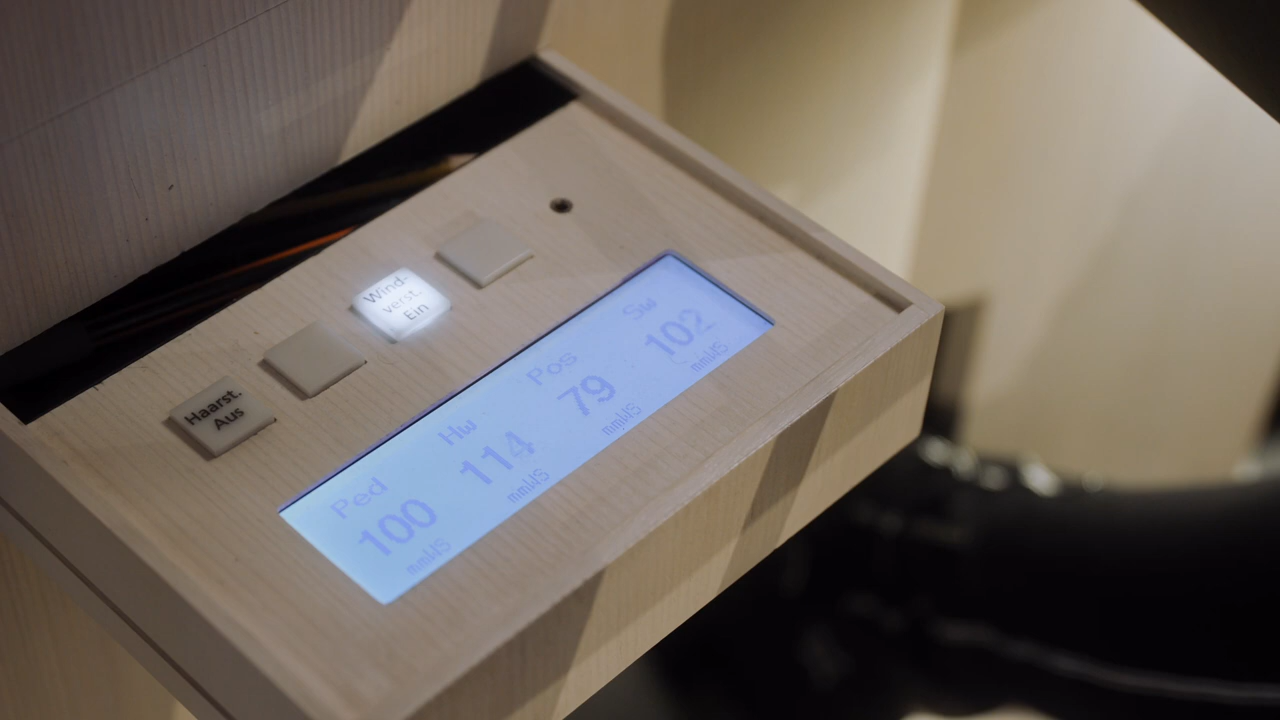 Haarst.
Aus
Wind-
verst.
Ein
Ped
100
mmWS
Hw
114
mmWS
Pos
79
mmWS
Sw
102
mmWS